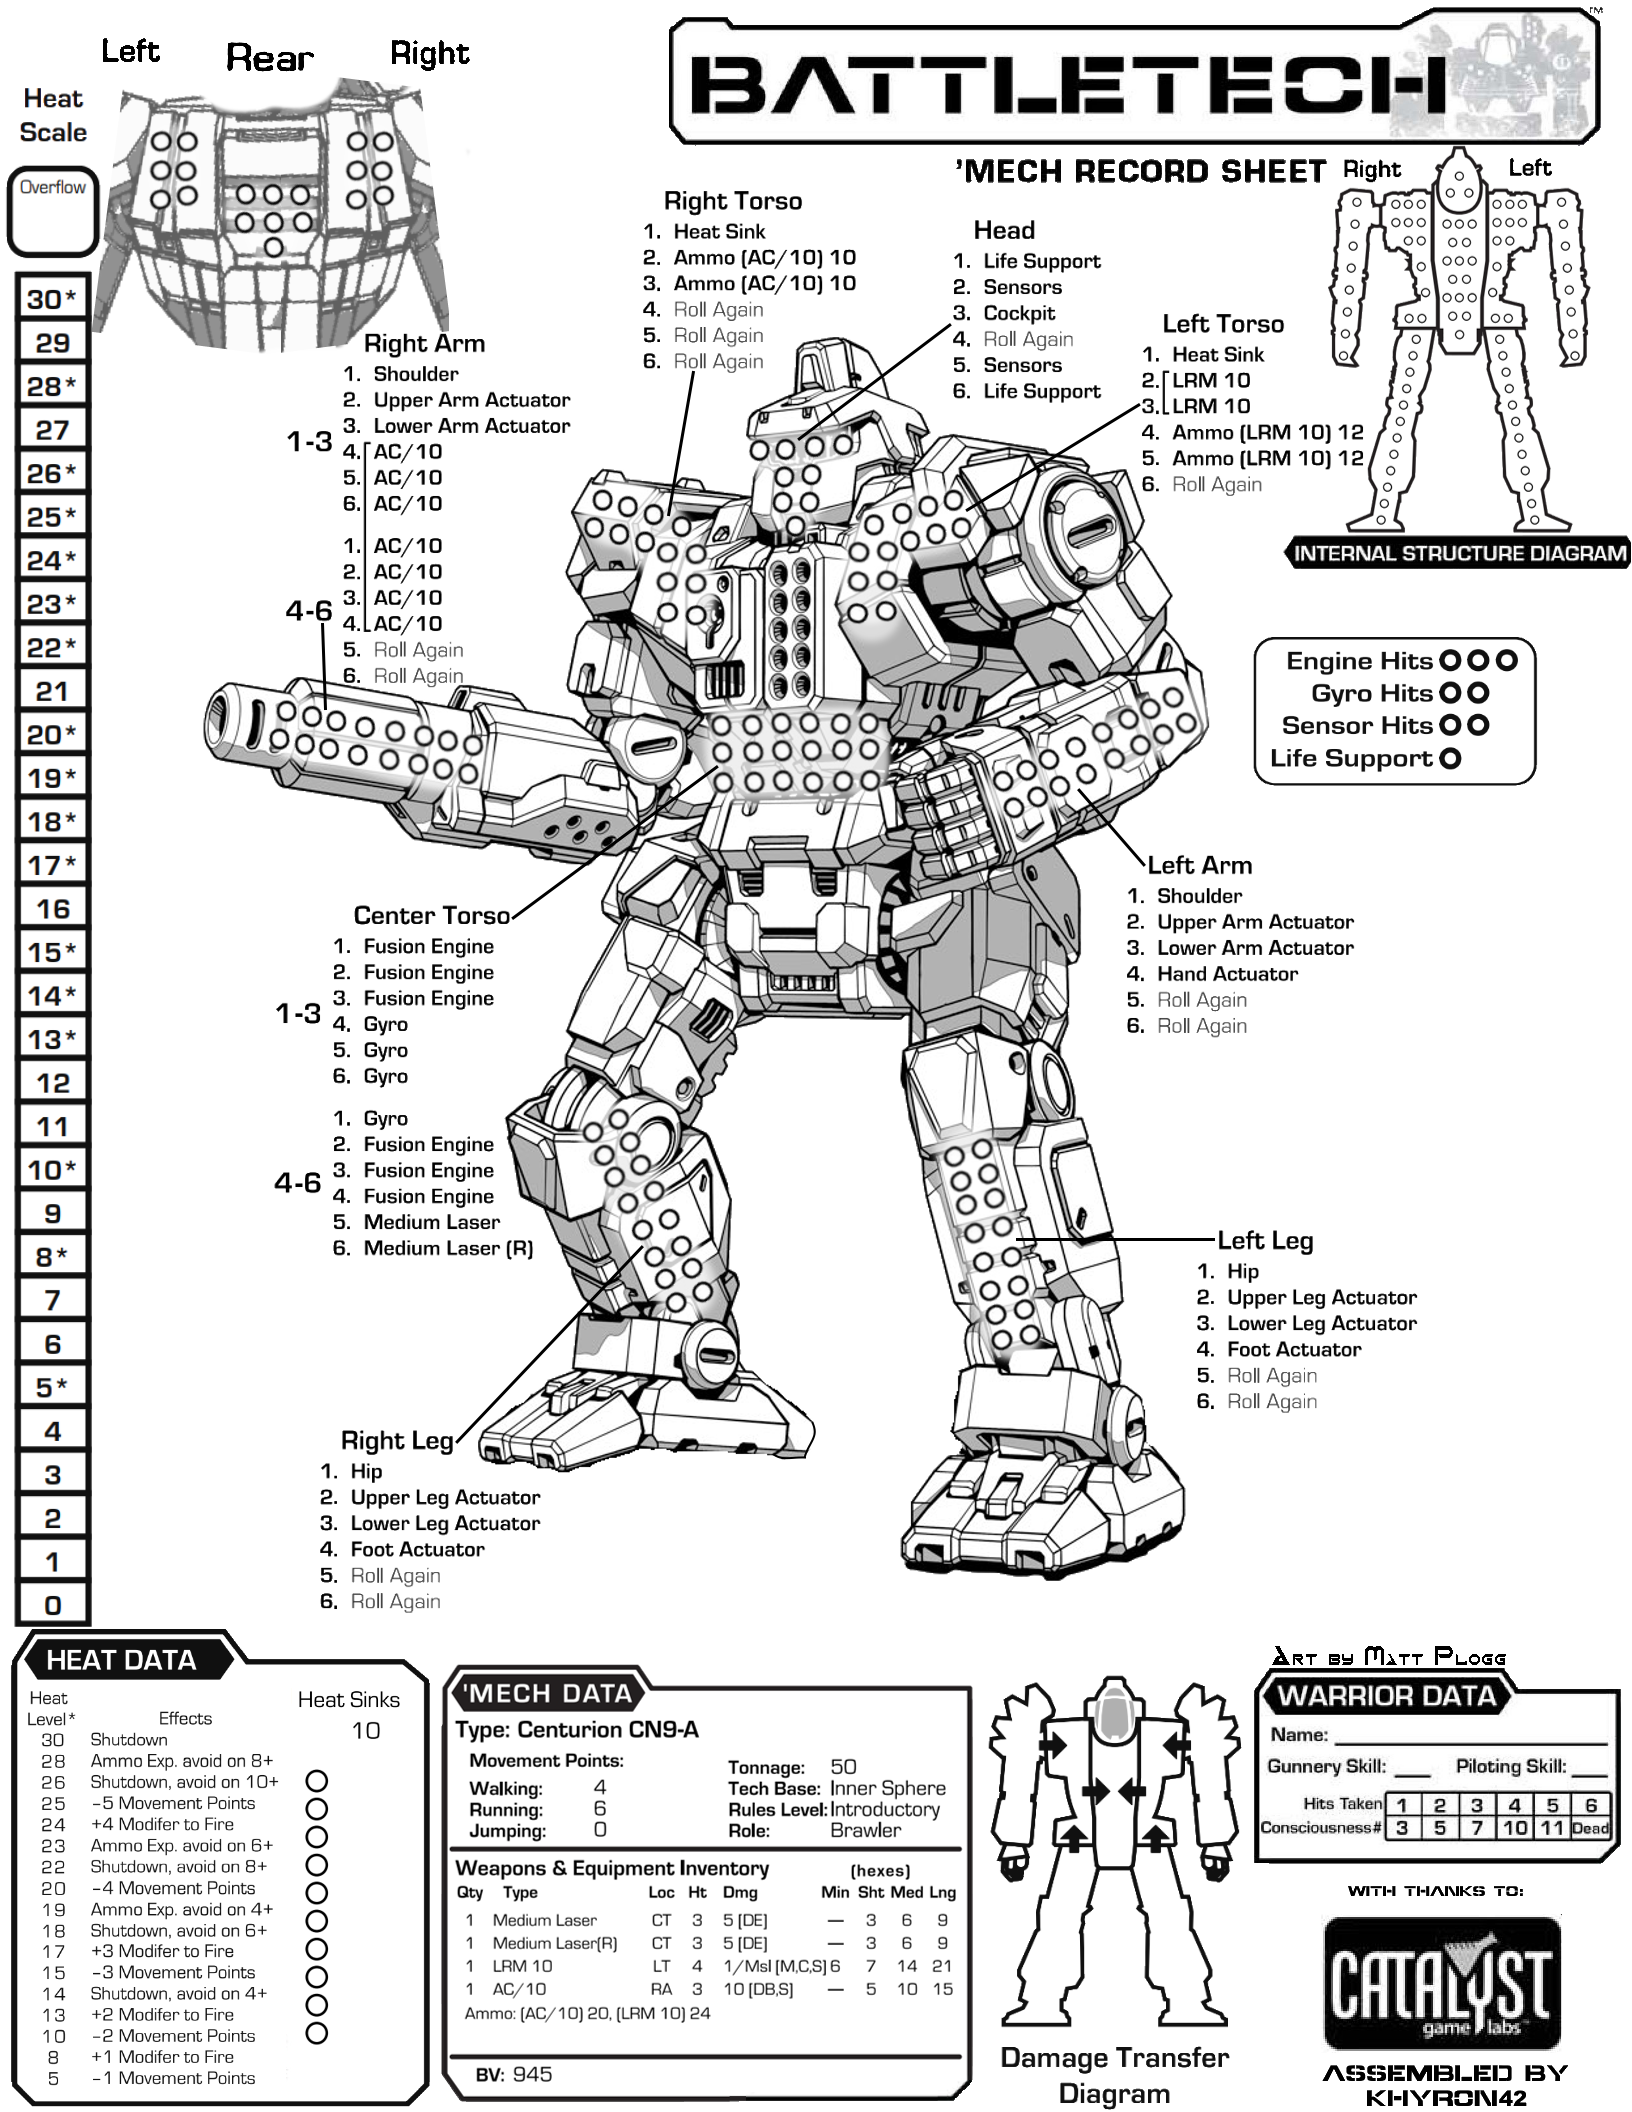 Left Rear Right
BATTLETECH™
'MECH RECORD SHEET
Heat
Scale
Overflow
30*
29
28*
27
26*
25*
24*
23*
22*
21
20*
19*
18*
17*
16
15*
14*
13*
12
11
10*
9
8*
7
6
5*
4
3
2
1
0
Right Arm
1. Shoulder
2. Upper Arm Actuator
3. Lower Arm Actuator
1-3
4. AC/10
5. AC/10
6. AC/10
1. AC/10
2. AC/10
4-6
3. AC/10
4. AC/10
5. Roll Again
6. Roll Again
Right Torso
1. Heat Sink
2. Ammo (AC/10) 10
3. Ammo (AC/10) 10
4. Roll Again
5. Roll Again
6. Roll Again
Head
1. Life Support
2. Sensors
3. Cockpit
4. Roll Again
5. Sensors
6. Life Support
Left Torso
1. Heat Sink
2. LRM 10
3. LRM 10
4. Ammo (LRM 10) 12
5. Ammo (LRM 10) 12
6. Roll Again
Right Left
INTERNAL STRUCTURE DIAGRAM
Engine Hits
Gyro Hits
Sensor Hits
Life Support
Center Torso
1. Fusion Engine
2. Fusion Engine
3. Fusion Engine
1-3
4. Gyro
5. Gyro
6. Gyro
1. Gyro
2. Fusion Engine
3. Fusion Engine
4-6
4. Fusion Engine
5. Medium Laser
6. Medium Laser (R)
Left Arm
1. Shoulder
2. Upper Arm Actuator
3. Lower Arm Actuator
4. Hand Actuator
5. Roll Again
6. Roll Again
Left Leg
1. Hip
2. Upper Leg Actuator
3. Lower Leg Actuator
4. Foot Actuator
5. Roll Again
6. Roll Again
Right Leg
1. Hip
2. Upper Leg Actuator
3. Lower Leg Actuator
4. Foot Actuator
5. Roll Again
6. Roll Again
HEAT DATA
Heat
Level* Effects Heat Sinks
10
30 Shutdown
28 Ammo Exp. avoid on 8+
26 Shutdown, avoid on 10+
25 -5 Movement Points
24 +4 Modifer to Fire
23 Ammo Exp. avoid on 6+
22 Shutdown, avoid on 8+
20 -4 Movement Points
19 Ammo Exp. avoid on 4+
18 Shutdown, avoid on 6+
17 +3 Modifer to Fire
15 -3 Movement Points
14 Shutdown, avoid on 4+
13 +2 Modifer to Fire
10 -2 Movement Points
8 +1 Modifer to Fire
5 -1 Movement Points
'MECH DATA
Type: Centurion CN9-A
Movement Points:
Walking: 4
Running: 6
Jumping: 0
Tonnage: 50
Tech Base: Inner Sphere
Rules Level: Introductory
Role: Brawler
Weapons & Equipment Inventory (hexes)
Qty Type Loc Ht Dmg Min Sht Med Lng
1 Medium Laser CT 3 5 [DE] — 3 6 9
1 Medium Laser(R) CT 3 5 [DE] — 3 6 9
1 LRM 10 LT 4 1/Msl [M,C,S] 6 7 14 21
1 AC/10 RA 3 10 [DB,S] — 5 10 15
Ammo: (AC/10) 20, (LRM 10) 24
BV: 945
Damage Transfer
Diagram
ART BY MATT PLOGG
WARRIOR DATA
Name:
Gunnery Skill: Piloting Skill:
Hits Taken 1 2 3 4 5 6
Consciousness# 3 5 7 10 11 Dead
WITH THANKS TO:
CATALYST
game labs™
ASSEMBLED BY
KHYRON42